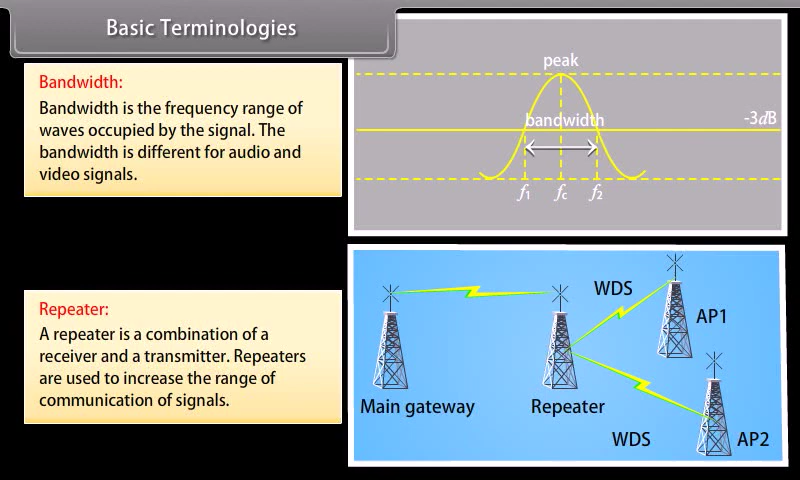 Basic Terminologies
Bandwidth:
Bandwidth is the frequency range of
waves occupied by the signal. The
bandwidth is different for audio and
video signals.
peak
bandwidth
-3dB
f1 fc f2
Repeater:
A repeater is a combination of a
receiver and a transmitter. Repeaters
are used to increase the range of
communication of signals.
WDS
AP1
Main gateway
Repeater
WDS
AP2